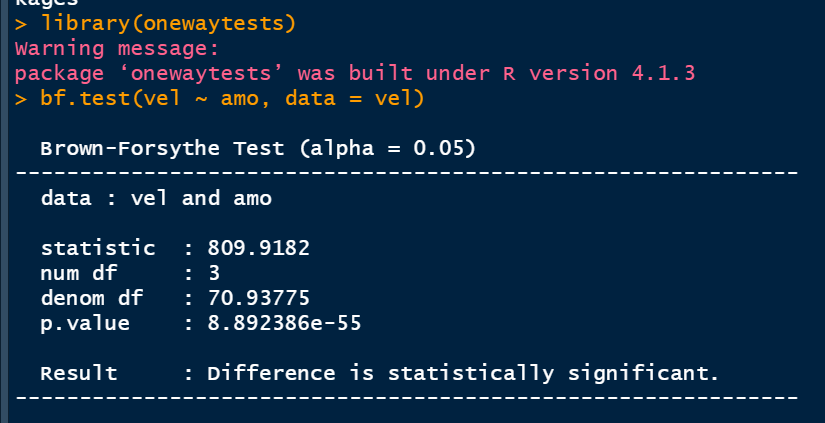 kages
> library(onewaytests)
Warning message:
package ‘onewaytests’ was built under R version 4.1.3
> bf.test(vel ~ amo, data = vel)
Brown-Forsythe Test (alpha = 0.05)
-------------------------------------------------------------
data : vel and amo
statistic : 809.9182
num df : 3
denom df : 70.93775
p.value : 8.892386e-55
Result : Difference is statistically significant.
-------------------------------------------------------------